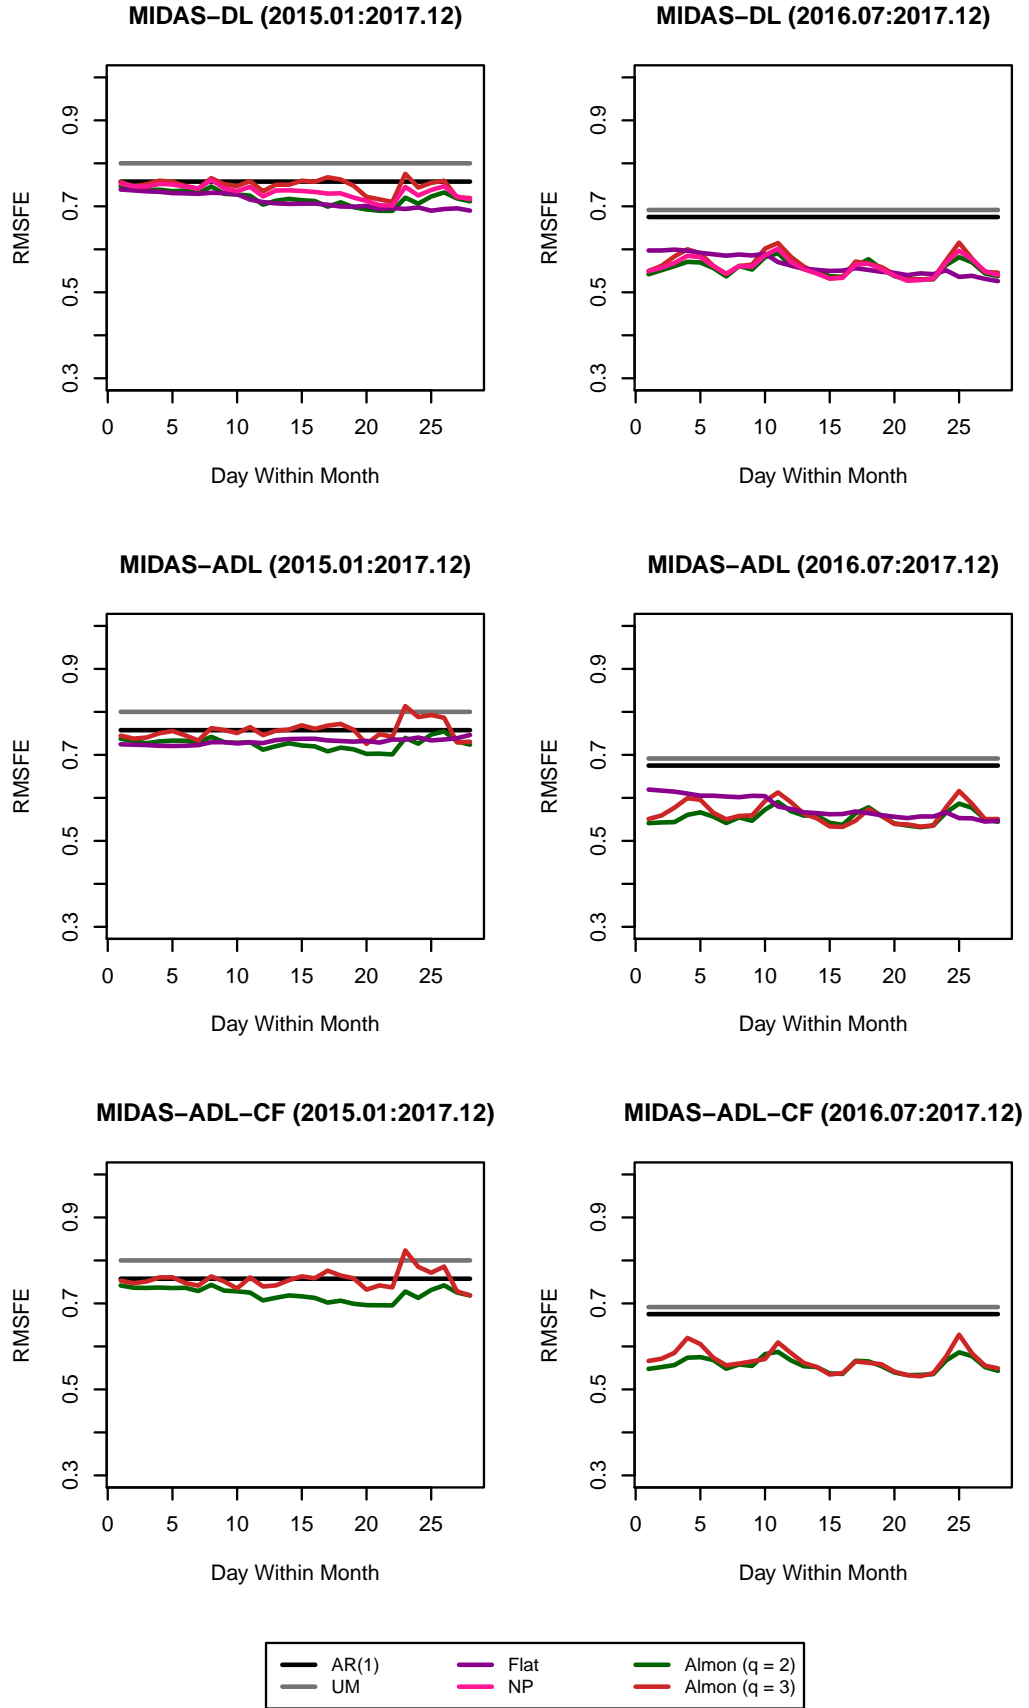 MIDAS−DL (2015.01:2017.12)
RMSFE
0.3 0.5 0.7 0.9
0 5 10 15 20 25
Day Within Month
MIDAS−DL (2016.07:2017.12)
RMSFE
0.3 0.5 0.7 0.9
0 5 10 15 20 25
Day Within Month
MIDAS−ADL (2015.01:2017.12)
RMSFE
0.3 0.5 0.7 0.9
0 5 10 15 20 25
Day Within Month
MIDAS−ADL (2016.07:2017.12)
RMSFE
0.3 0.5 0.7 0.9
0 5 10 15 20 25
Day Within Month
MIDAS−ADL−CF (2015.01:2017.12)
RMSFE
0.3 0.5 0.7 0.9
0 5 10 15 20 25
Day Within Month
MIDAS−ADL−CF (2016.07:2017.12)
RMSFE
0.3 0.5 0.7 0.9
0 5 10 15 20 25
Day Within Month
AR(1) Flat Almon (q = 2)
UM NP Almon (q = 3)